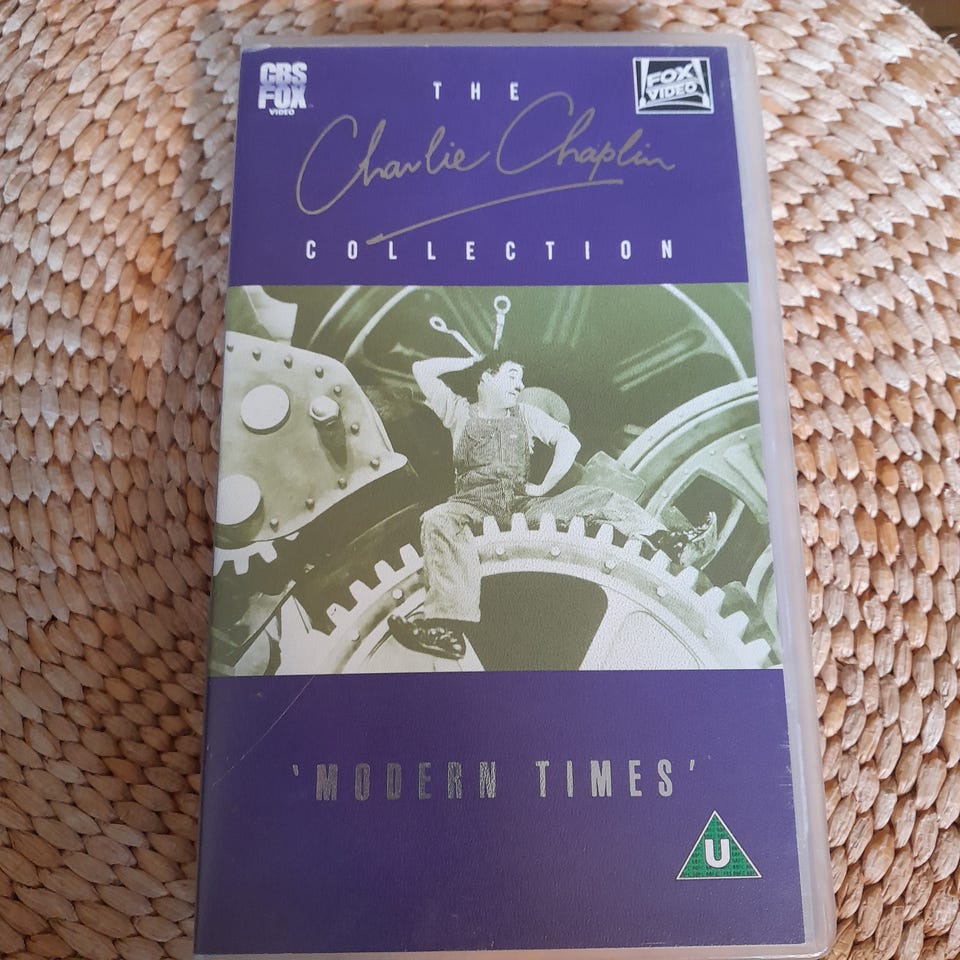 CBS
FOX
VIDEO
THE
FOX
VIDEO
Charlie Chaplin
COLLECTION
'MODERN TIMES'
U